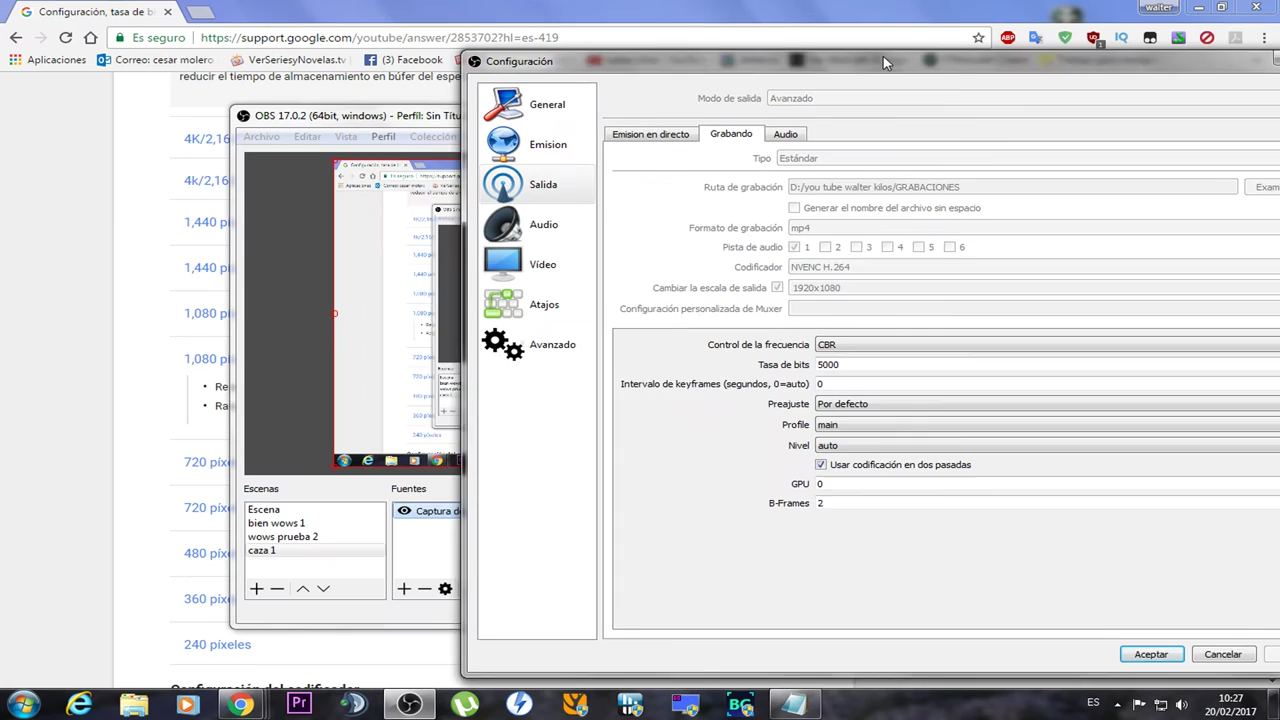 Configuración, tasa de bi
walter
Es seguro
https://support.google.com/youtube/answer/2853702?hl=es-419
Aplicaciones
Correo: cesar molero
VerSeriesyNovelas.tv
(3) Facebook
reducir el tiempo de almacenamiento en búfer del espe
4K/2,16
4k/2,16
1,440 p
1,440 p
1,080 p
1,080 p
Re
Ra
720 píx
720 píxe
480 píxe
360 píxe
240 píxeles
Configuración del codificador
OBS 17.0.2 (64bit, windows) - Perfil: Sin Títu
Archivo
Editar
Vista
Perfil
Colección
Escenas
Fuentes
Escena
bien wows 1
wows prueba 2
caza 1
Captura de
Configuración
General
Emision
Salida
Audio
Vídeo
Atajos
Avanzado
Modo de salida
Avanzado
Emision en directo
Grabando
Audio
Tipo
Estándar
Ruta de grabación
D:/you tube walter kilos/GRABACIONES
Exam
Generar el nombre del archivo sin espacio
Formato de grabación
mp4
Pista de audio
1 2 3 4 5 6
Codificador
NVENC H.264
Cambiar la escala de salida
1920x1080
Configuración personalizada de Muxer
Control de la frecuencia
CBR
Tasa de bits
5000
Intervalo de keyframes (segundos, 0=auto)
0
Preajuste
Por defecto
Profile
main
Nivel
auto
Usar codificación en dos pasadas
GPU
0
B-Frames
2
Aceptar
Cancelar
ES
10:27
20/02/2017